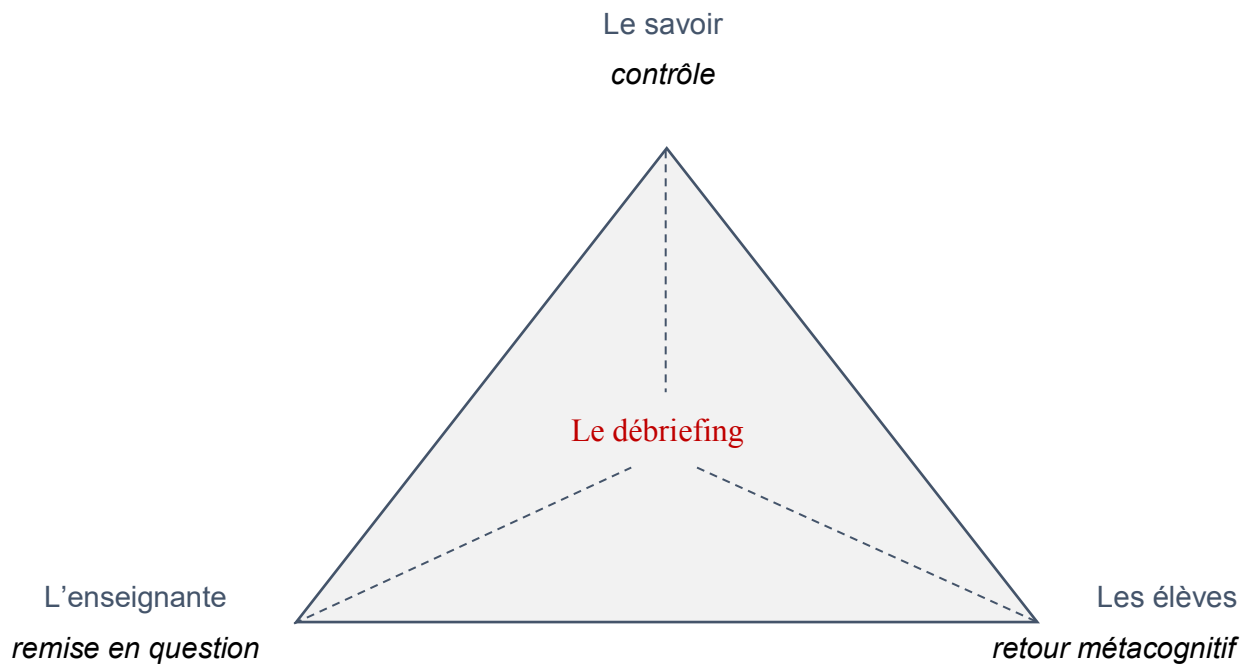 Le savoir
contrôle
Le débriefing
L’enseignante
remise en question
Les élèves
retour métacognitif